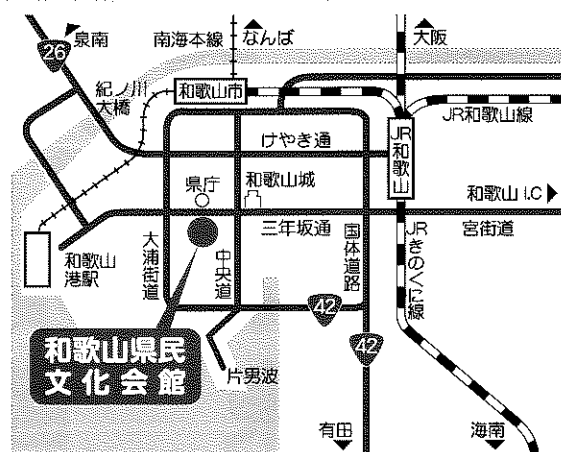 26
泉南
南海本線
なんば
大阪
紀ノ川
大橋
和歌山市
JR和歌山線
けやき通
JR和歌山
県庁
和歌山城
和歌山 I.C
三年坂通
宮街道
和歌山
港駅
大浦街道
中央道
国体道路
JRきのくに線
42
42
和歌山県民
文化会館
片男波
有田
海南